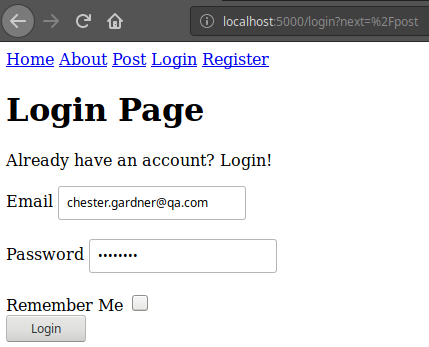 localhost:5000/login?next=%2Fpost
Home About Post Login Register
Login Page
Already have an account? Login!
Email chester.gardner@qa.com
Password ••••••••
Remember Me
Login